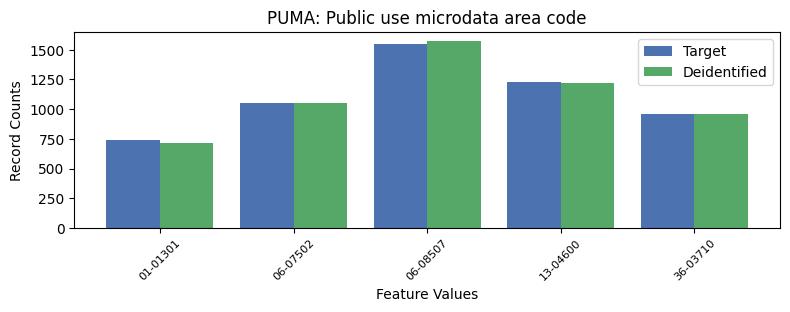 PUMA: Public use microdata area code
Target
Deidentified
Record Counts
1500
1250
1000
750
500
250
0
01-01301
06-07502
06-08507
13-04600
36-03710
Feature Values